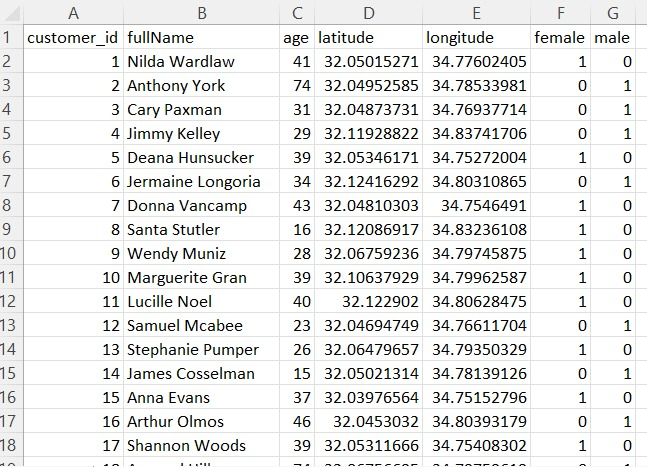 A B C D E F G
1 customer_id fullName age latitude longitude female male
2 1 Nilda Wardlaw 41 32.05015271 34.77602405 1 0
3 2 Anthony York 74 32.04952585 34.78533981 0 1
4 3 Cary Paxman 31 32.04873731 34.76937714 0 1
5 4 Jimmy Kelley 29 32.11928822 34.83741706 0 1
6 5 Deana Hunsucker 39 32.05346171 34.75272004 1 0
7 6 Jermaine Longoria 34 32.12416292 34.80310865 0 1
8 7 Donna Vancamp 43 32.04810303 34.7546491 1 0
9 8 Santa Stutler 16 32.12086917 34.83236108 1 0
10 9 Wendy Muniz 28 32.06759236 34.79745875 1 0
11 10 Marguerite Gran 39 32.10637929 34.79962587 1 0
12 11 Lucille Noel 40 32.122902 34.80628475 1 0
13 12 Samuel Mcabee 23 32.04694749 34.76611704 0 1
14 13 Stephanie Pumper 26 32.06479657 34.79350329 1 0
15 14 James Cosselman 15 32.05021314 34.78139126 0 1
16 15 Anna Evans 37 32.03976564 34.75152796 1 0
17 16 Arthur Olmos 46 32.0453032 34.80393179 0 1
18 17 Shannon Woods 39 32.05311666 34.75408302 1 0